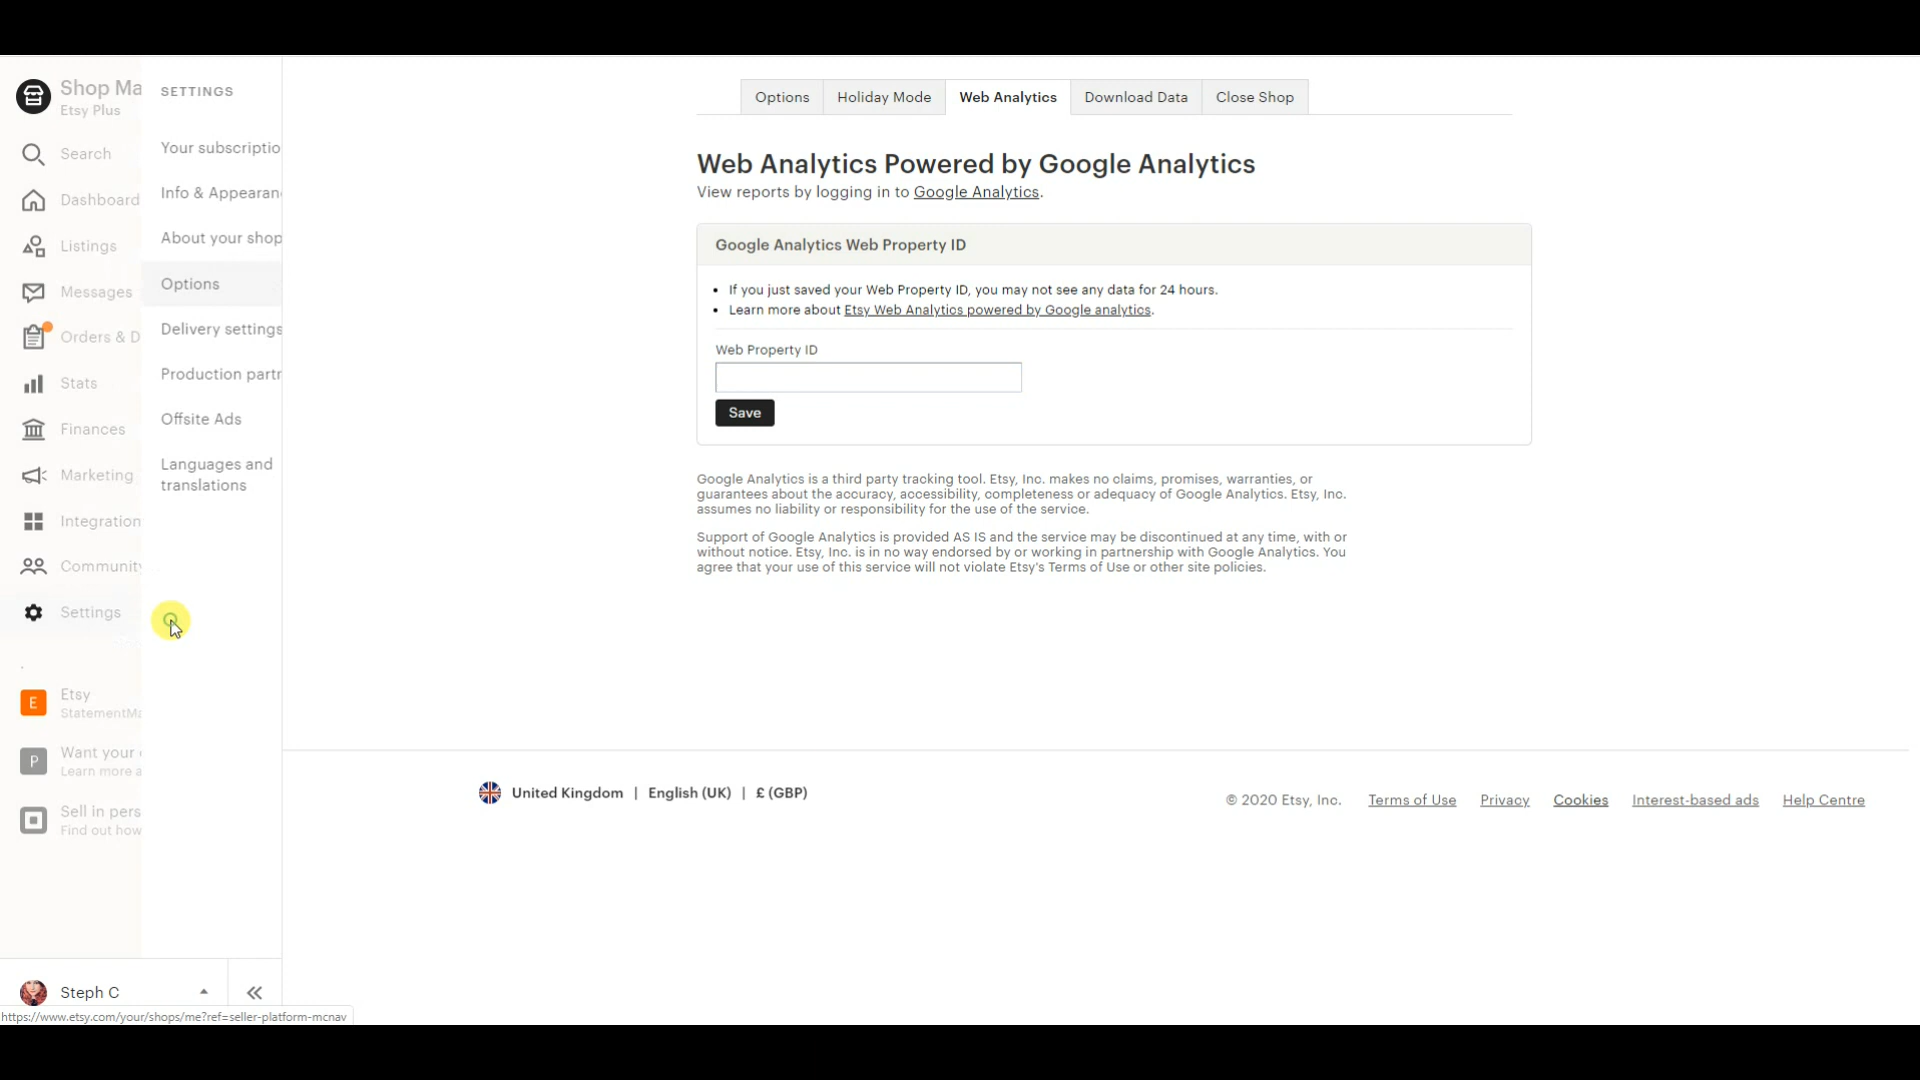 Shop Ma
Etsy Plus
Search
Dashboard
Listings
Messages
Orders & D
Stats
Finances
Marketing
Integration
Community
Settings
E
Etsy
StatementMa
P
Want your
Learn more a
Sell in pers
Find out how
Steph C
https://www.etsy.com/your/shops/me?ref=seller-platform-mcnav
SETTINGS
Your subscriptio
Info & Appearan
About your shop
Options
Delivery settings
Production partr
Offsite Ads
Languages and
translations
Options
Holiday Mode
Web Analytics
Download Data
Close Shop
Web Analytics Powered by Google Analytics
View reports by logging in to Google Analytics.
Google Analytics Web Property ID
• If you just saved your Web Property ID, you may not see any data for 24 hours.
• Learn more about Etsy Web Analytics powered by Google analytics.
Web Property ID
Save
Google Analytics is a third party tracking tool. Etsy, Inc. makes no claims, promises, warranties, or
guarantees about the accuracy, accessibility, completeness or adequacy of Google Analytics. Etsy, Inc.
assumes no liability or responsibility for the use of the service.
Support of Google Analytics is provided AS IS and the service may be discontinued at any time, with or
without notice. Etsy, Inc. is in no way endorsed by or working in partnership with Google Analytics. You
agree that your use of this service will not violate Etsy's Terms of Use or other site policies.
United Kingdom | English (UK) | £ (GBP)
© 2020 Etsy, Inc. Terms of Use Privacy Cookies Interest-based ads Help Centre